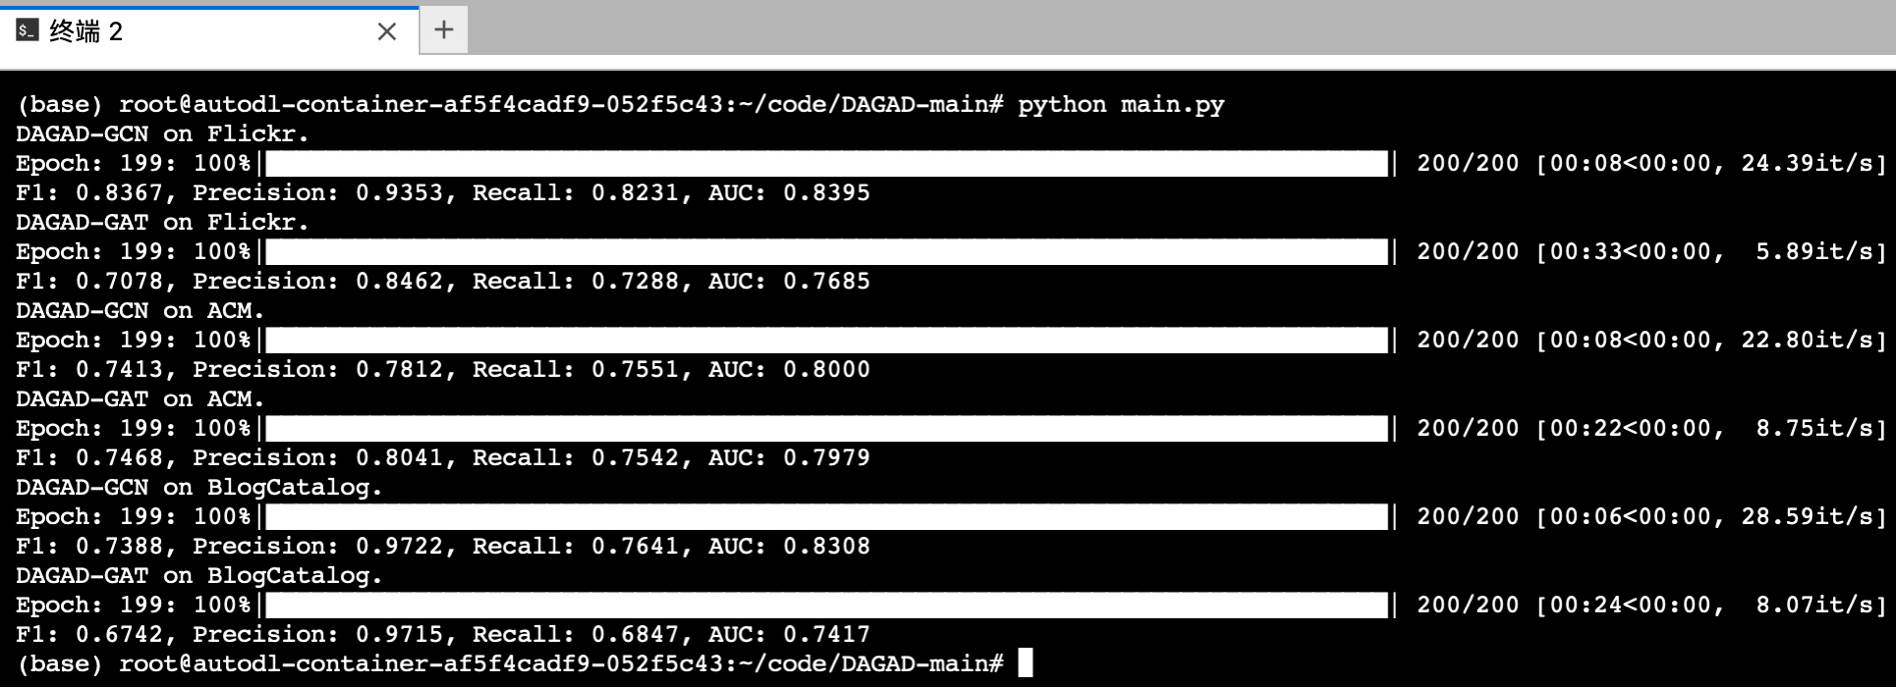 终端 2
(base) root@autodl-container-af5f4cadf9-052f5c43:~/code/DAGAD-main# python main.py
DAGAD-GCN on Flickr.
Epoch: 199: 100%| | 200/200 [00:08<00:00, 24.39it/s]
F1: 0.8367, Precision: 0.9353, Recall: 0.8231, AUC: 0.8395
DAGAD-GAT on Flickr.
Epoch: 199: 100%| | 200/200 [00:33<00:00, 5.89it/s]
F1: 0.7078, Precision: 0.8462, Recall: 0.7288, AUC: 0.7685
DAGAD-GCN on ACM.
Epoch: 199: 100%| | 200/200 [00:08<00:00, 22.80it/s]
F1: 0.7413, Precision: 0.7812, Recall: 0.7551, AUC: 0.8000
DAGAD-GAT on ACM.
Epoch: 199: 100%| | 200/200 [00:22<00:00, 8.75it/s]
F1: 0.7468, Precision: 0.8041, Recall: 0.7542, AUC: 0.7979
DAGAD-GCN on BlogCatalog.
Epoch: 199: 100%| | 200/200 [00:06<00:00, 28.59it/s]
F1: 0.7388, Precision: 0.9722, Recall: 0.7641, AUC: 0.8308
DAGAD-GAT on BlogCatalog.
Epoch: 199: 100%| | 200/200 [00:24<00:00, 8.07it/s]
F1: 0.6742, Precision: 0.9715, Recall: 0.6847, AUC: 0.7417
(base) root@autodl-container-af5f4cadf9-052f5c43:~/code/DAGAD-main#